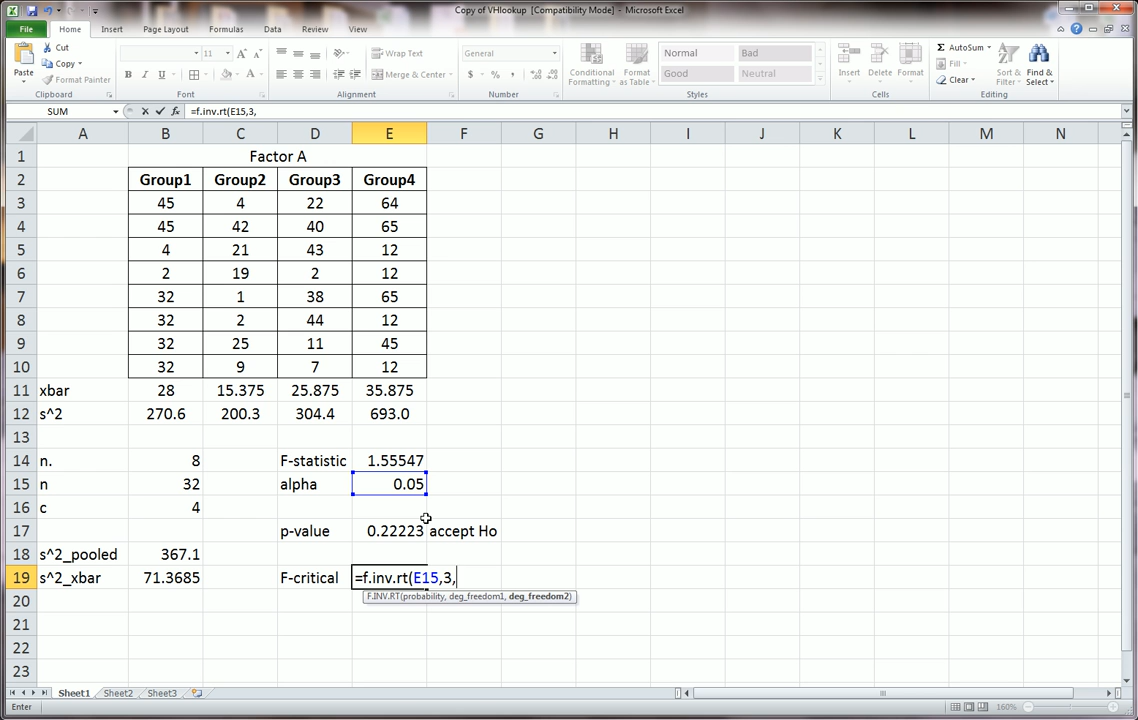 Copy of VHlookup [Compatibility Mode] - Microsoft Excel
File Home Insert Page Layout Formulas Data Review View
Paste Cut Copy Format Painter Clipboard
11 A A B I U A Font
Wrap Text Merge & Center Alignment
General $ % , Number
Conditional Formatting Format as Table Normal Bad Good Neutral Styles
Insert Delete Format Cells
Σ AutoSum Fill Clear Sort & Filter Find & Select Editing
SUM fx =f.inv.rt(E15,3,
A B C D E F G H I J K L M N
1 Factor A
2 Group1 Group2 Group3 Group4
3 45 4 22 64
4 45 42 40 65
5 4 21 43 12
6 2 19 2 12
7 32 1 38 65
8 32 2 44 12
9 32 25 11 45
10 32 9 7 12
11 xbar 28 15.375 25.875 35.875
12 s^2 270.6 200.3 304.4 693.0
13
14 n. 8 F-statistic 1.55547
15 n 32 alpha 0.05
16 c 4
17 p-value 0.22223 accept Ho
18 s^2_pooled 367.1
19 s^2_xbar 71.3685 F-critical =f.inv.rt(E15,3,
F.INV.RT(probability, deg_freedom1, deg_freedom2)
20
21
22
23
Sheet1 Sheet2 Sheet3
Enter 160%